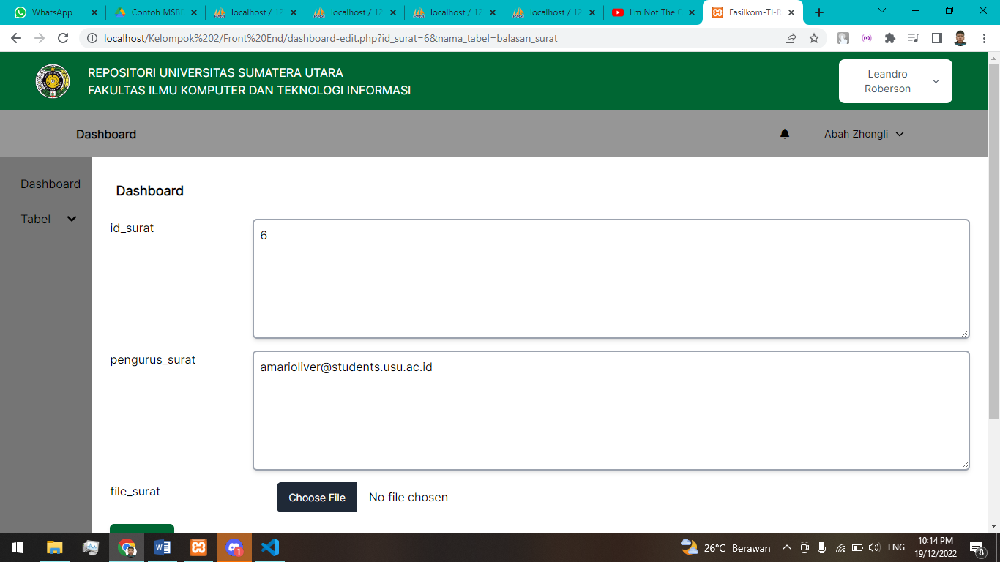 WhatsApp
Contoh MSBD
localhost / 12
localhost / 12
localhost / 12
localhost / 12
I'm Not The C
Fasilkom-TI-R
localhost/Kelompok%202/Front%20End/dashboard-edit.php?id_surat=6&nama_tabel=balasan_surat
REPOSITORI UNIVERSITAS SUMATERA UTARA
FAKULTAS ILMU KOMPUTER DAN TEKNOLOGI INFORMASI
Leandro
Roberson
Dashboard
Abah Zhongli
Dashboard
Tabel
Dashboard
id_surat
6
pengurus_surat
amarioliver@students.usu.ac.id
file_surat
Choose File No file chosen
26°C Berawan
ENG
10:14 PM
19/12/2022
8
1